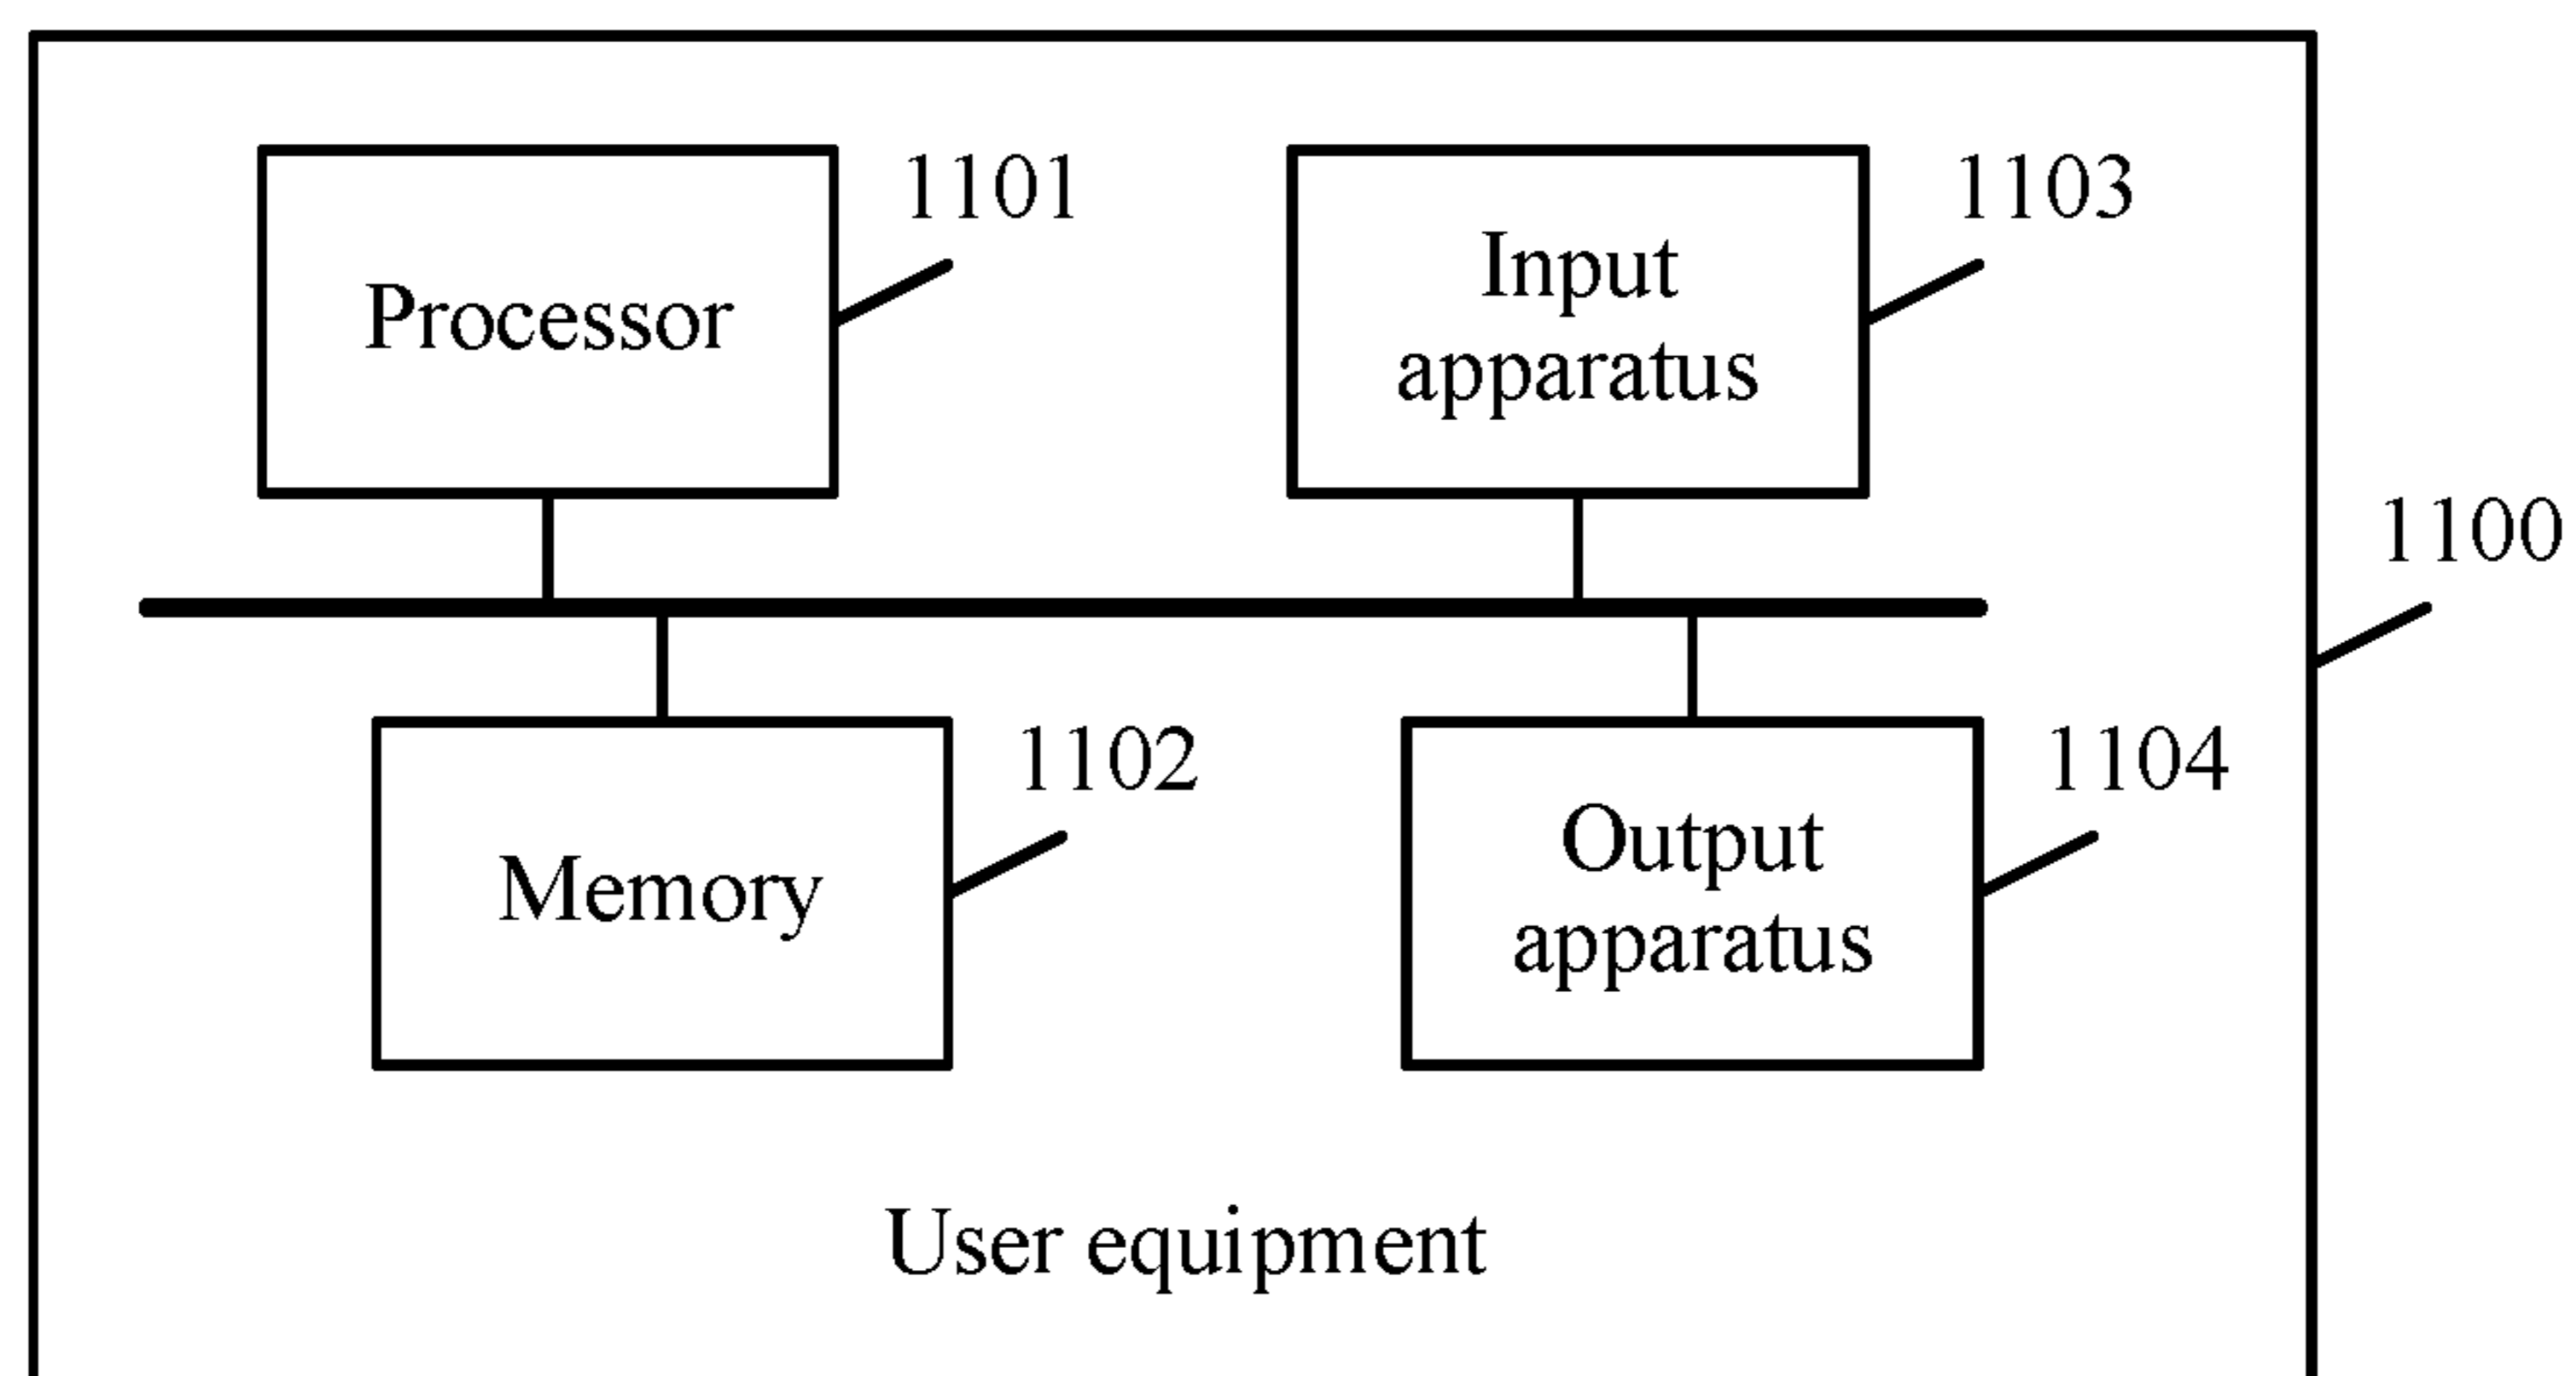 Processor
1101
Input
apparatus
1103
1100
Memory
1102
Output
apparatus
1104
User equipment